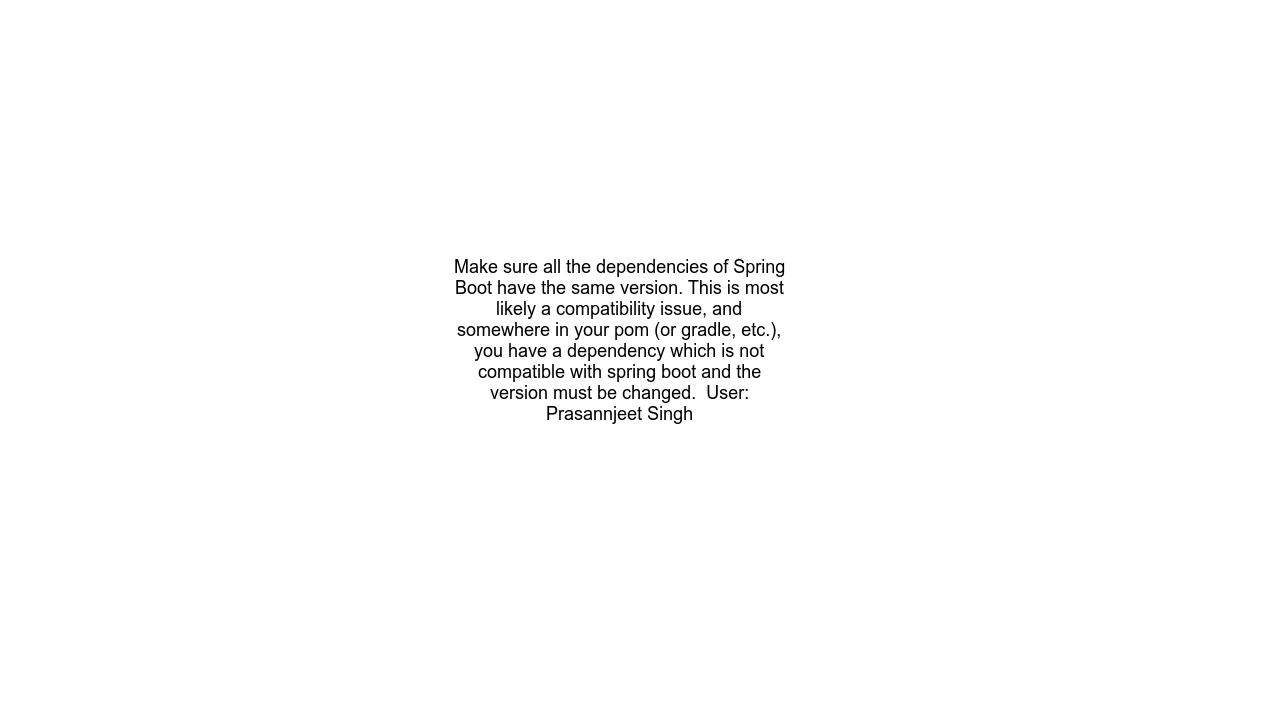 Make sure all the dependencies of Spring
Boot have the same version. This is most
likely a compatibility issue, and
somewhere in your pom (or gradle, etc.),
you have a dependency which is not
compatible with spring boot and the
version must be changed.  User:
Prasannjeet Singh